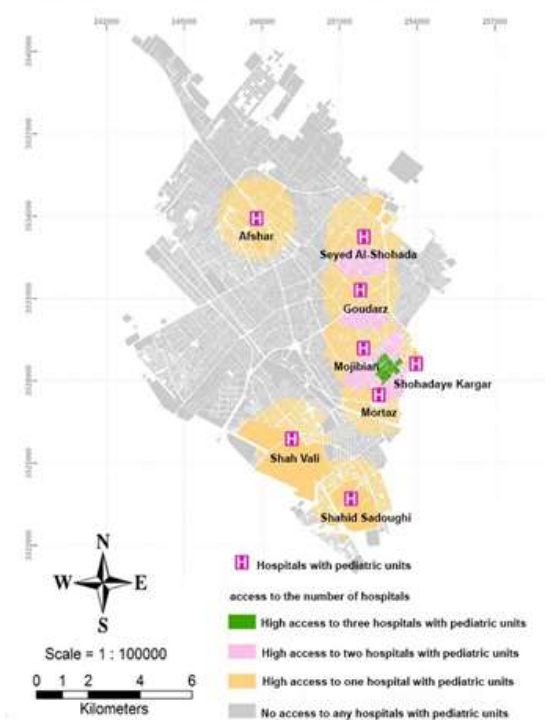 Afshar
Seyed Al-Shohada
Goudarz
Mojibian
Shohadaye Kargar
Mortaz
Shah Vali
Shahid Sadoughi
N
W E
S
Scale = 1 : 100000
0 1 2 4 6
Kilometers
H Hospitals with pediatric units
access to the number of hospitals
High access to three hospitals with pediatric units
High access to two hospitals with pediatric units
High access to one hospital with pediatric units
No access to any hospitals with pediatric units